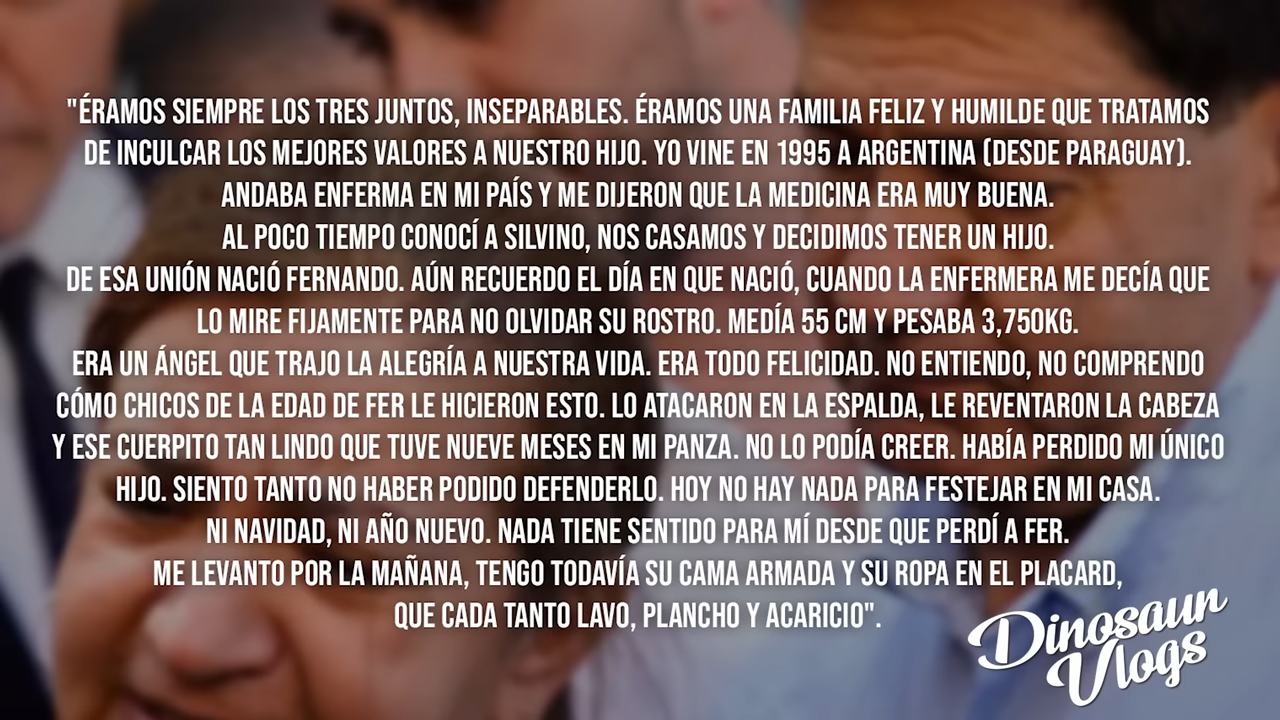 "ÉRAMOS SIEMPRE LOS TRES JUNTOS, INSEPARABLES. ÉRAMOS UNA FAMILIA FELIZ Y HUMILDE QUE TRATAMOS
DE INCULCAR LOS MEJORES VALORES A NUESTRO HIJO. YO VINE EN 1995 A ARGENTINA (DESDE PARAGUAY).
ANDABA ENFERMA EN MI PAÍS Y ME DIJERON QUE LA MEDICINA ERA MUY BUENA.
AL POCO TIEMPO CONOCÍ A SILVINO, NOS CASAMOS Y DECIDIMOS TENER UN HIJO.
DE ESA UNIÓN NACIÓ FERNANDO. AÚN RECUERDO EL DÍA EN QUE NACIÓ, CUANDO LA ENFERMERA ME DECÍA QUE
LO MIRE FIJAMENTE PARA NO OLVIDAR SU ROSTRO. MEDÍA 55 CM Y PESABA 3,750KG.
ERA UN ÁNGEL QUE TRAJO LA ALEGRÍA A NUESTRA VIDA. ERA TODO FELICIDAD. NO ENTIENDO, NO COMPRENDO
CÓMO CHICOS DE LA EDAD DE FER LE HICIERON ESTO. LO ATACARON EN LA ESPALDA, LE REVENTARON LA CABEZA
Y ESE CUERPITO TAN LINDO QUE TUVE NUEVE MESES EN MI PANZA. NO LO PODÍA CREER. HABÍA PERDIDO MI ÚNICO
HIJO. SIENTO TANTO NO HABER PODIDO DEFENDERLO. HOY NO HAY NADA PARA FESTEJAR EN MI CASA.
NI NAVIDAD, NI AÑO NUEVO. NADA TIENE SENTIDO PARA MÍ DESDE QUE PERDÍ A FER.
ME LEVANTO POR LA MAÑANA, TENGO TODAVÍA SU CAMA ARMADA Y SU ROPA EN EL PLACARD,
QUE CADA TANTO LAVO, PLANCHO Y ACARICIO".
Dinosaun
Vlogs